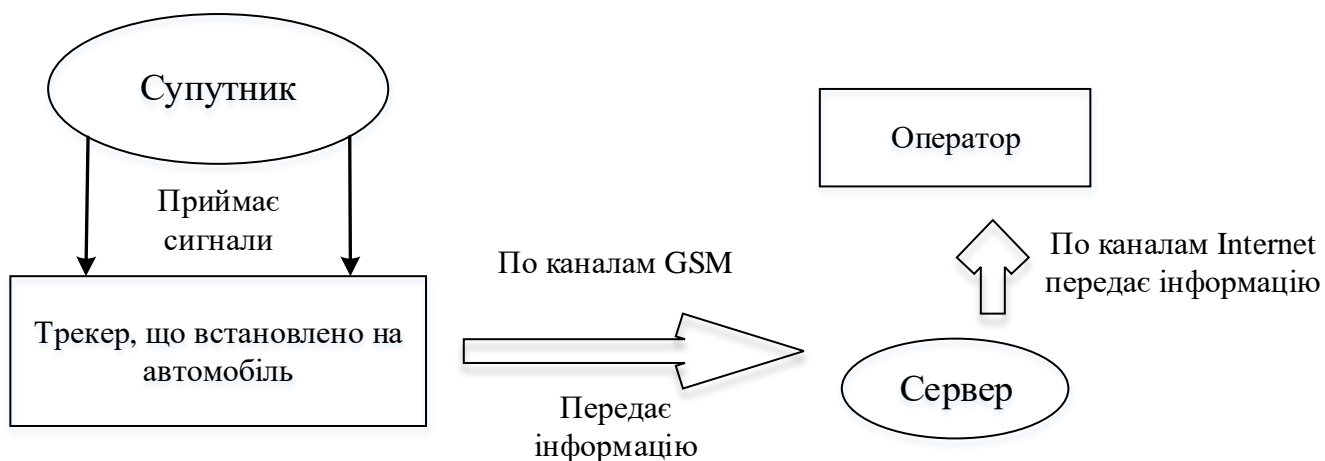 Супутник
Приймає
сигнали
Трекер, що встановлено на
автомобіль
По каналам GSM
Передає
інформацію
Оператор
По каналам Internet
передає інформацію
Сервер